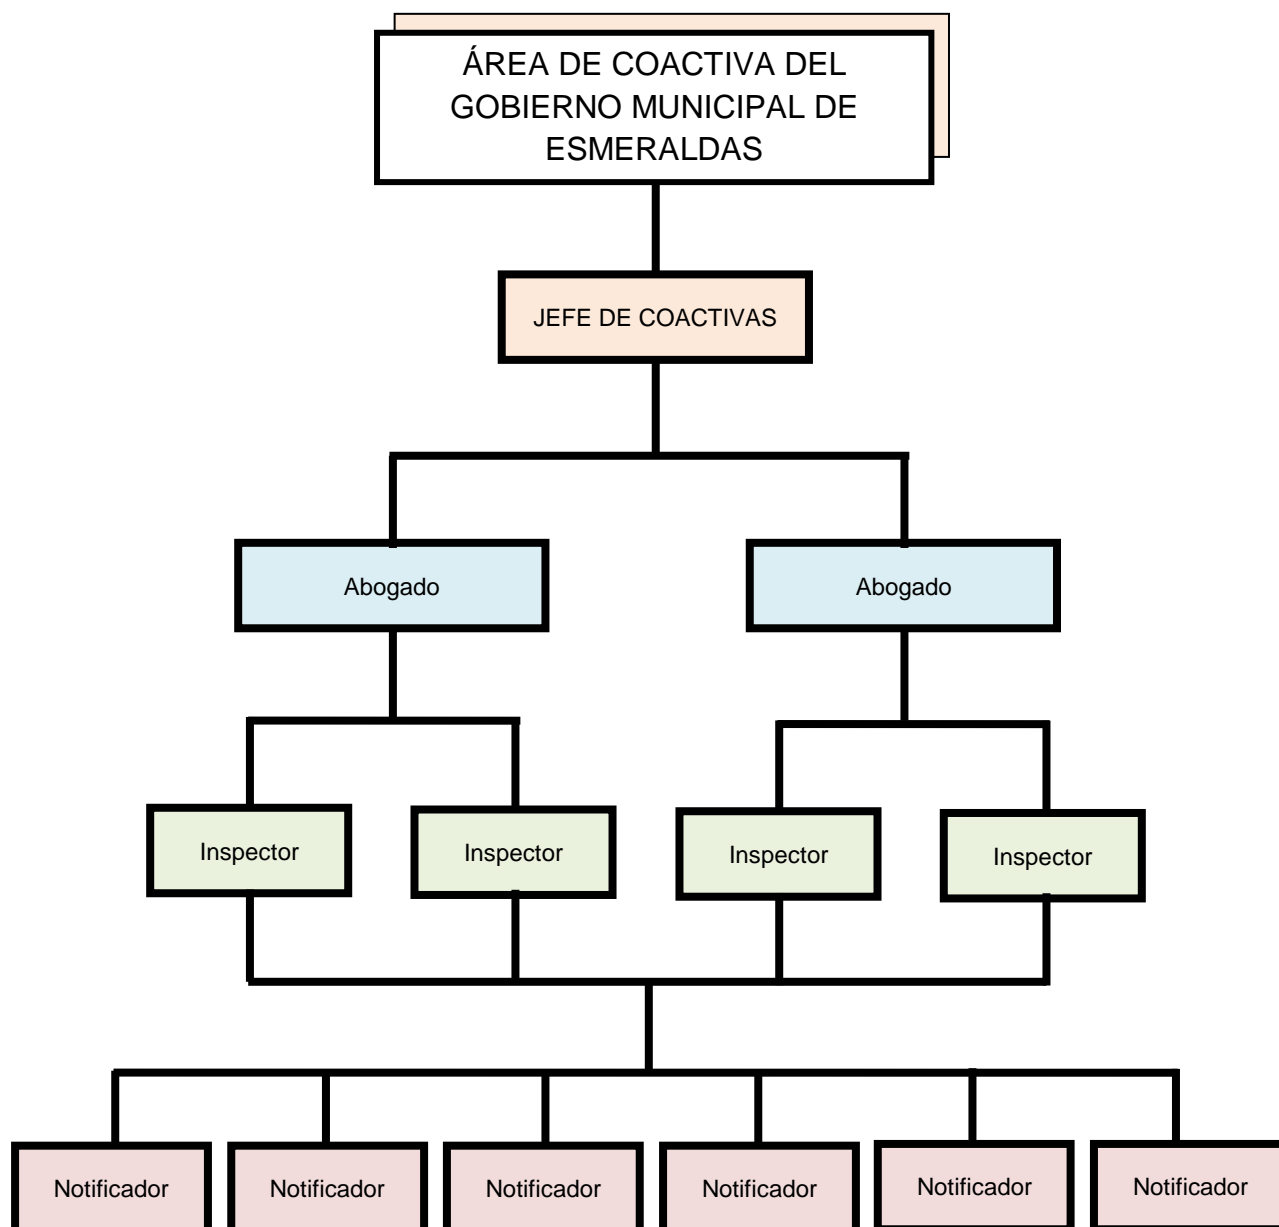 ÁREA DE COACTIVA DEL
GOBIERNO MUNICIPAL DE
ESMERALDAS
JEFE DE COACTIVAS
Abogado
Abogado
Inspector
Inspector
Inspector
Inspector
Notificador
Notificador
Notificador
Notificador
Notificador
Notificador